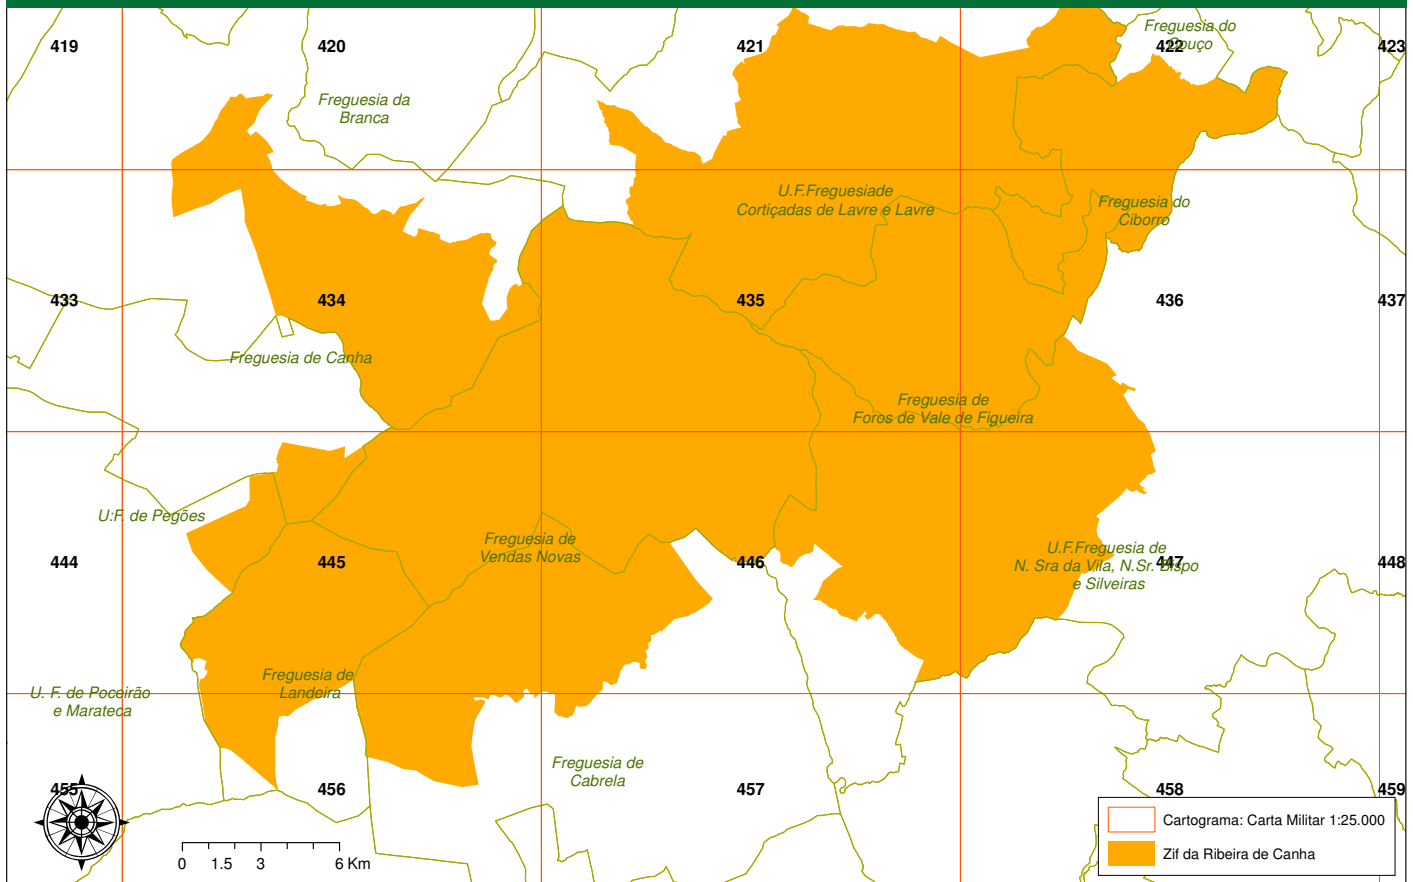 419
420
421
Freguesia do
Couço
422
423
Freguesia da
Branca
U.F.Freguesiade
Cortiçadas de Lavre e Lavre
Freguesia do
Ciborro
433
434
435
436
437
Freguesia de Canha
Freguesia de
Foros de Vale de Figueira
U:F. de Pegões
Freguesia de
Vendas Novas
U.F.Freguesia de
N. Sra da Vila, N.Sr. Bispo
e Silveiras
444
445
446
447
448
Freguesia de
Landeira
U. F. de Poceirão
e Marateca
Freguesia de
Cabrela
455
456
457
458
459
Cartograma: Carta Militar 1:25.000
Zif da Ribeira de Canha
0 1.5 3 6 Km